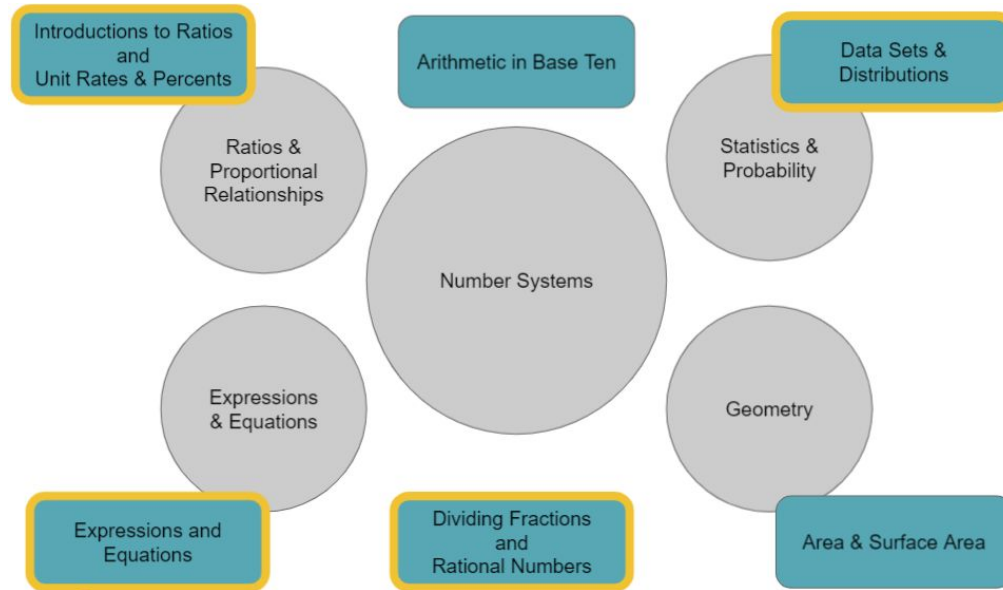 Introductions to Ratios
and
Unit Rates & Percents
Arithmetic in Base Ten
Data Sets &
Distributions
Ratios &
Proportional
Relationships
Statistics &
Probability
Number Systems
Expressions
& Equations
Geometry
Expressions and
Equations
Dividing Fractions
and
Rational Numbers
Area & Surface Area